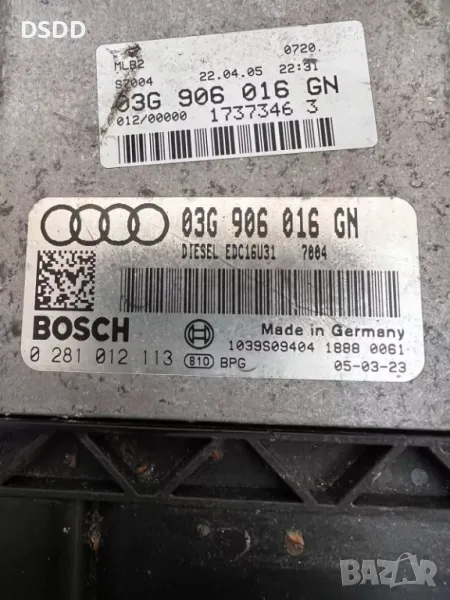 DSDD
MLB2 0720.
S7004 22.04.05 22:31
03G 906 016 GN
012/00000 1737346 3
03G 906 016 GN
DIESEL EDC16U31 7004
BOSCH
Made in Germany
1039S09404 1888 0061
0 281 012 113 810 BPG 05-03-23
BAZAR